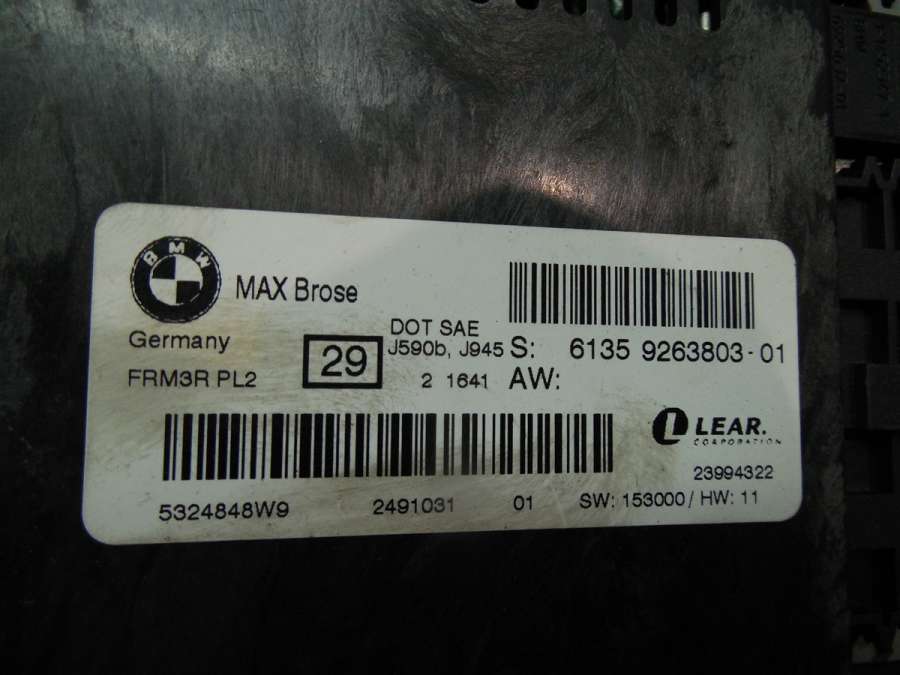 BMW
MAX Brose
Germany
DOT SAE
J590b, J945
S: 6135 9263803-01
FRM3R PL2
29
2 1641
AW:
LEAR.
CORPORATION
23994322
5324848W9 2491031 01 SW: 153000 / HW: 11